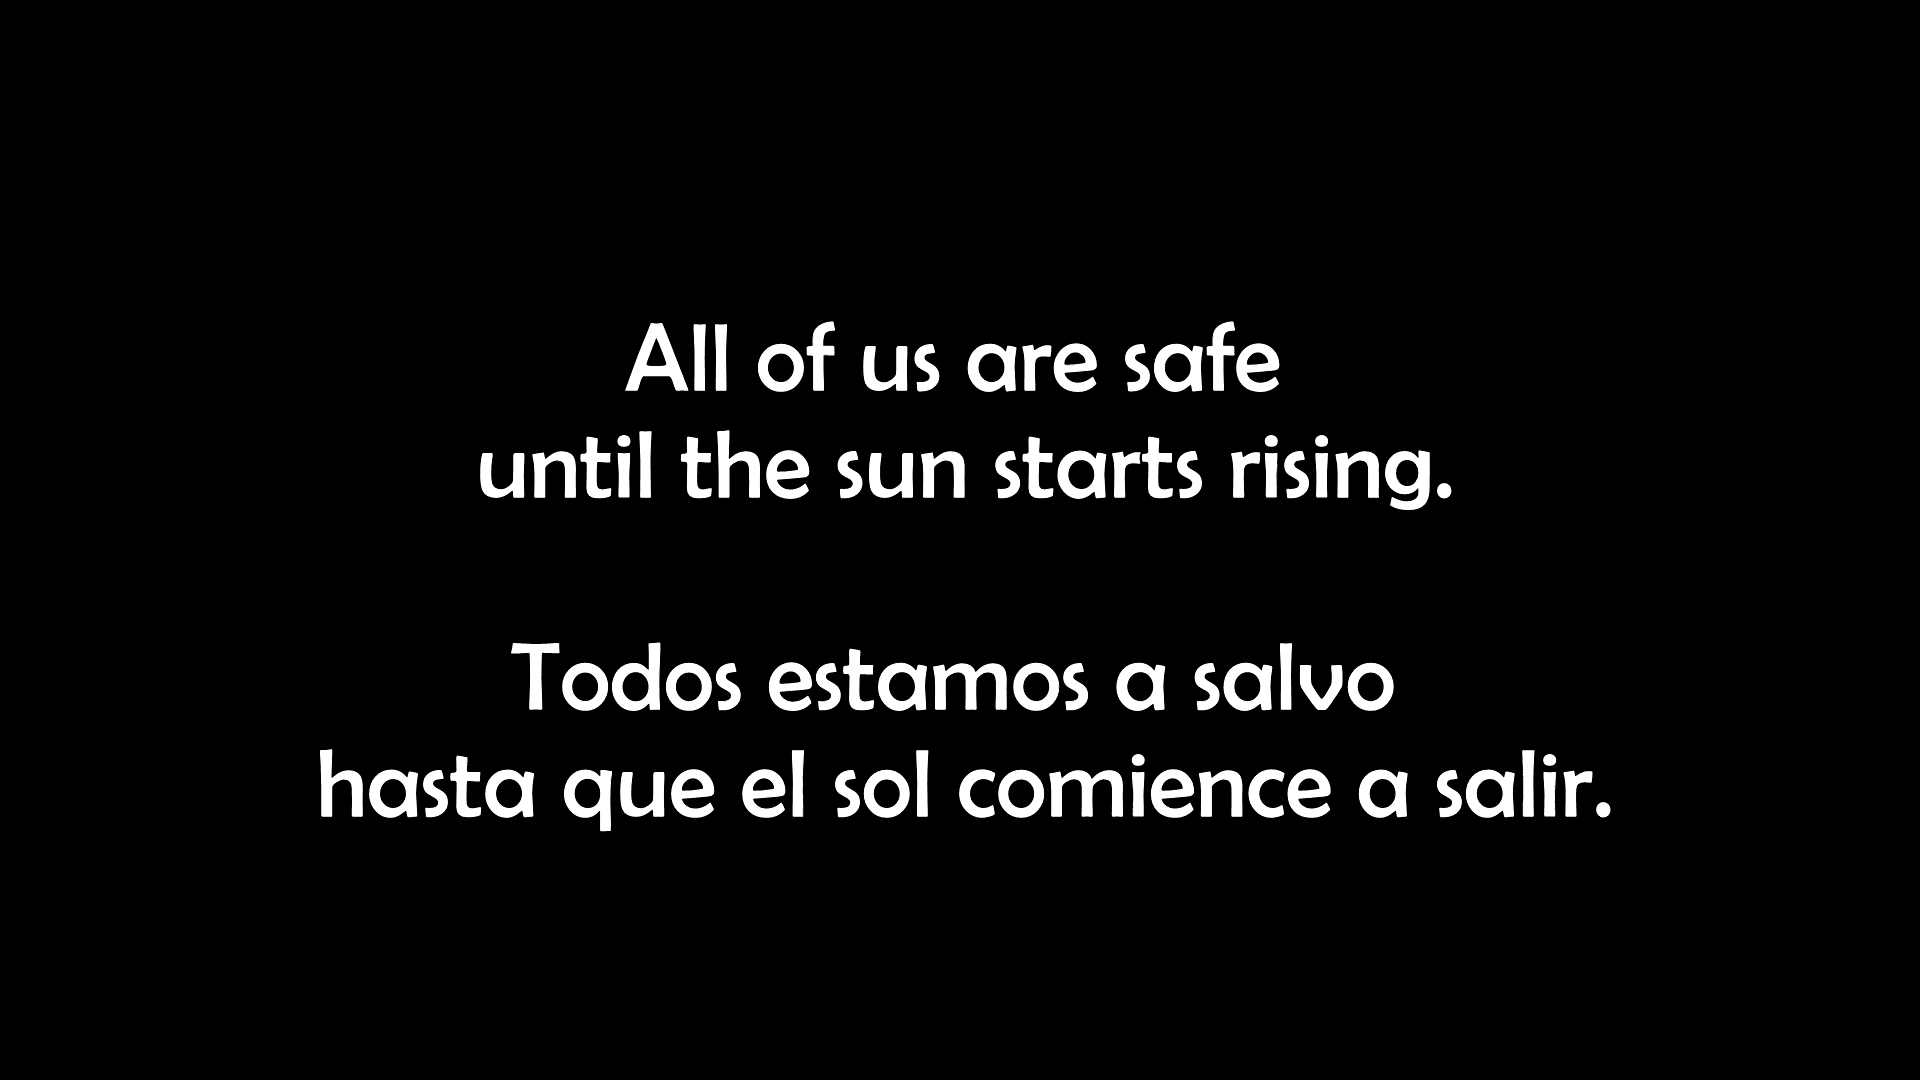 All of us are safe
until the sun starts rising.
Todos estamos a salvo
hasta que el sol comience a salir.